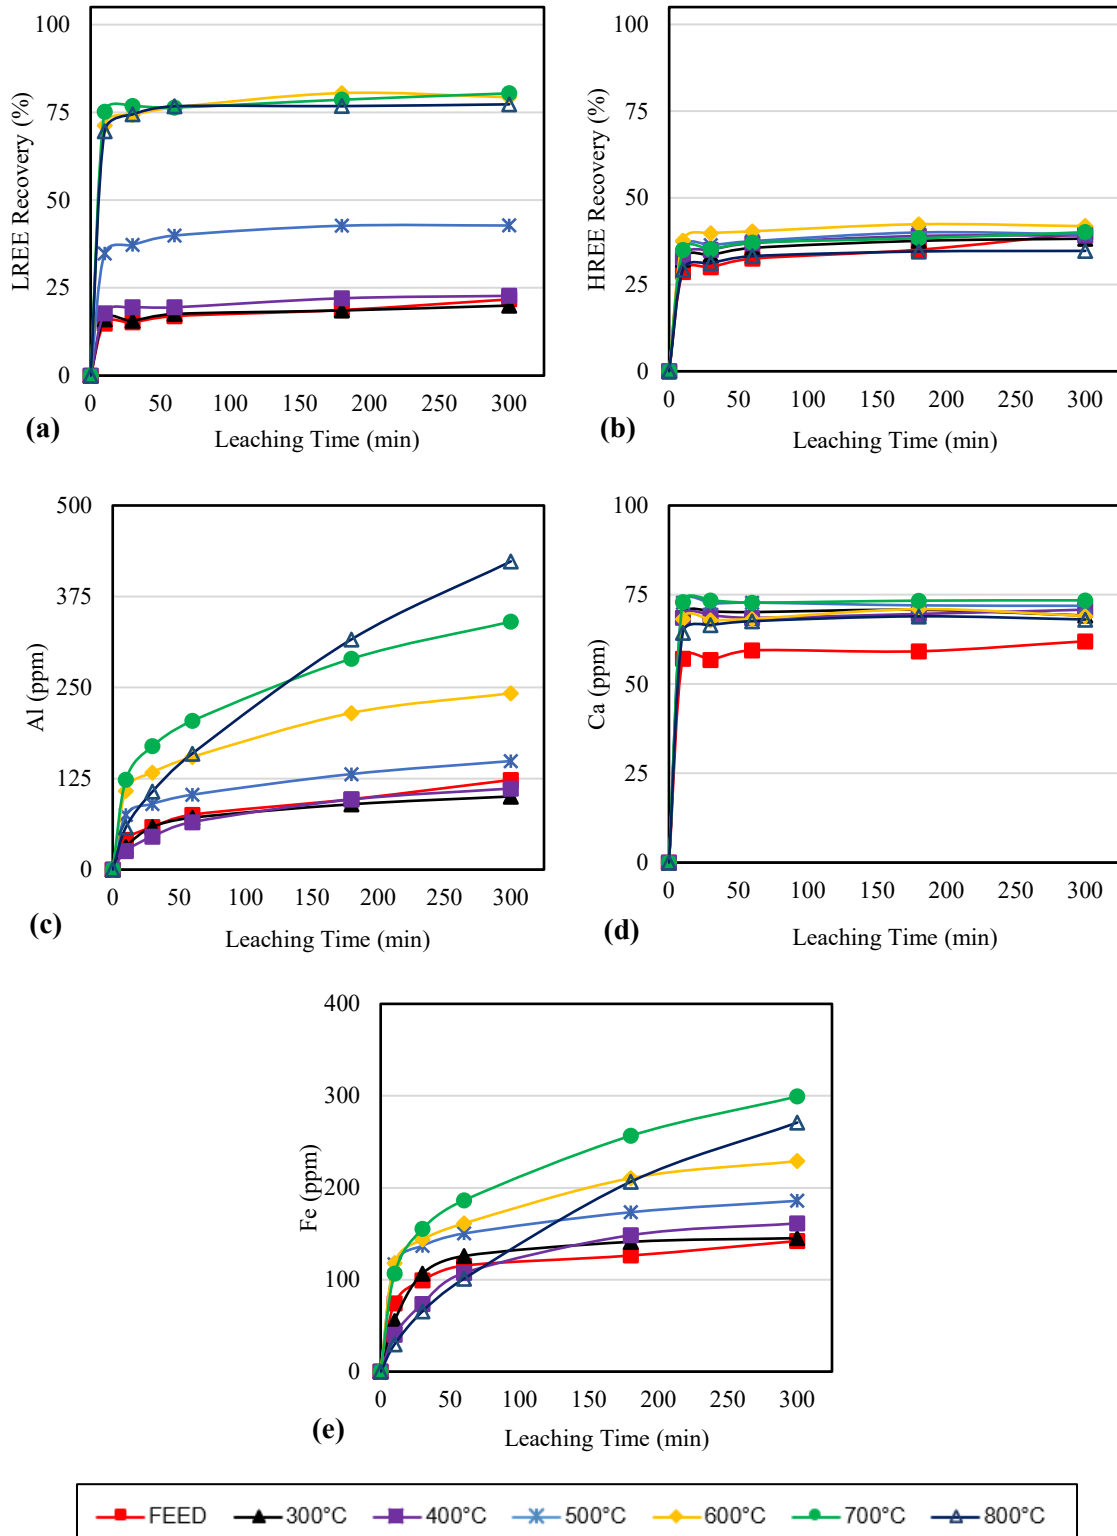 100
75
50
25
0
LREE Recovery (%)
0 50 100 150 200 250 300
(a)
Leaching Time (min)
100
75
50
25
0
HREE Recovery (%)
0 50 100 150 200 250 300
(b)
Leaching Time (min)
500
375
250
125
0
Al (ppm)
0 50 100 150 200 250 300
(c)
Leaching Time (min)
100
75
50
25
0
Ca (ppm)
0 50 100 150 200 250 300
(d)
Leaching Time (min)
400
300
200
100
0
Fe (ppm)
0 50 100 150 200 250 300
(e)
Leaching Time (min)
FEED 300°C 400°C 500°C 600°C 700°C 800°C